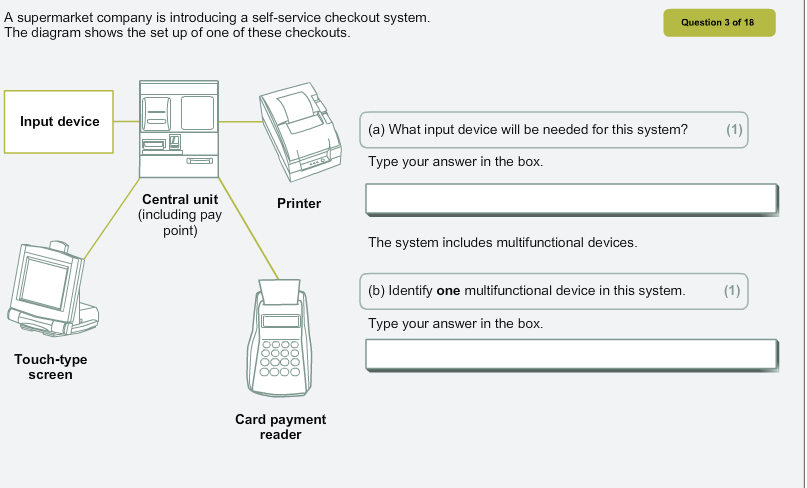 A supermarket company is introducing a self-service checkout system.
The diagram shows the set up of one of these checkouts.
Question 3 of 18
Input device
Central unit
(including pay
point)
Printer
Touch-type
screen
Card payment
reader
(a) What input device will be needed for this system? (1)
Type your answer in the box.
The system includes multifunctional devices.
(b) Identify one multifunctional device in this system. (1)
Type your answer in the box.